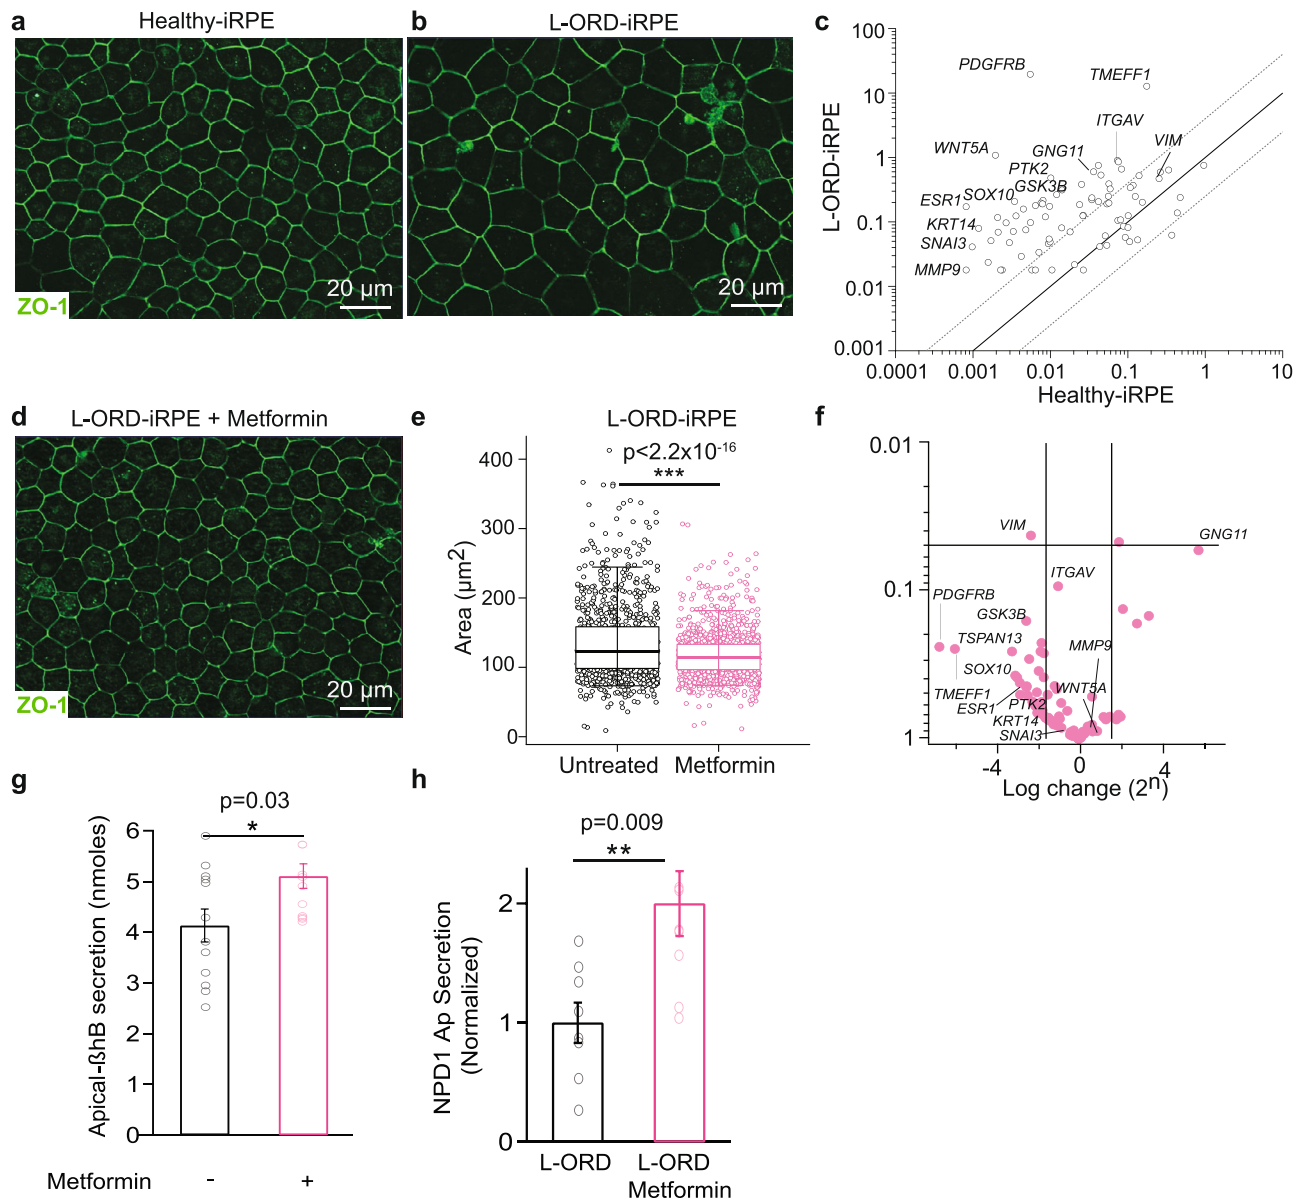 a
Healthy-iRPE
ZO-1
20 µm
b
L-ORD-iRPE
20 µm
c
100
10
1
0.1
0.01
0.001
L-ORD-iRPE
PDGFRB
TMEFF1
ITGAV
WNT5A
GNG11
VIM
PTK2
GSK3B
ESR1
SOX10
KRT14
SNAI3
MMP9
0.0001
0.001
0.01
0.1
1
10
Healthy-iRPE
d
L-ORD-iRPE + Metformin
ZO-1
20 µm
e
L-ORD-iRPE
p<2.2x10-16
***
400
300
200
100
0
Area (µm2)
Untreated
Metformin
f
0.01
0.1
1
VIM
GNG11
ITGAV
PDGFRB
GSK3B
TSPAN13
MMP9
SOX10
WNT5A
TMEFF1
ESR1
PTK2
KRT14
SNAI3
-4
0
4
Log change (2n)
g
p=0.03
*
6
5
4
3
2
1
0
Apical-ßhB secretion (nmoles)
Metformin
-
+
h
p=0.009
**
2
1
0
NPD1 Ap Secretion
(Normalized)
L-ORD
L-ORD
Metformin